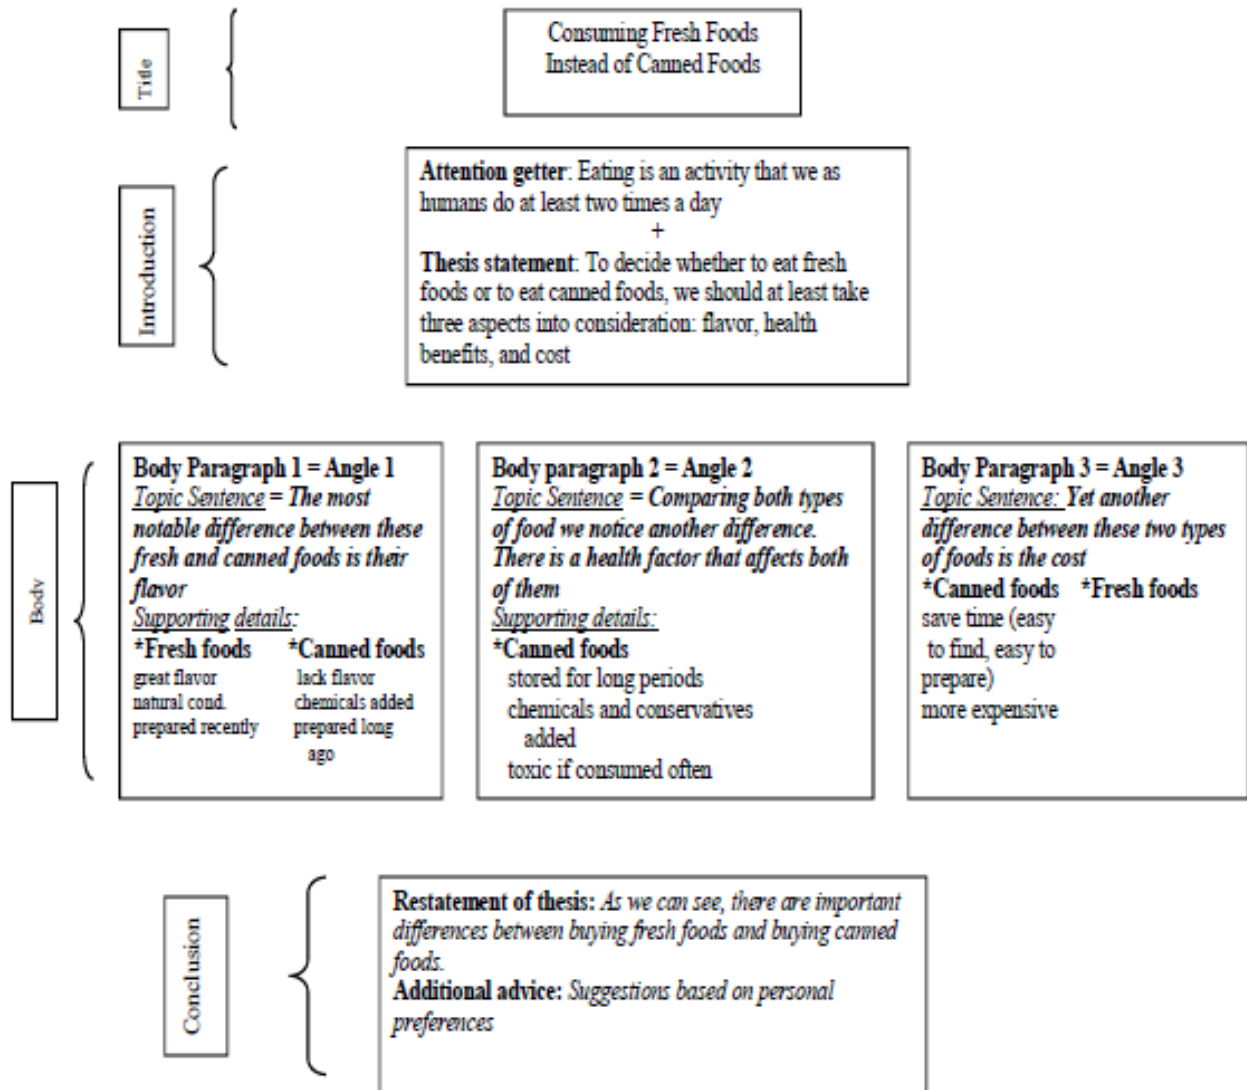 Title
Consuming Fresh Foods
Instead of Canned Foods
Introduction
Attention getter: Eating is an activity that we as
humans do at least two times a day
+
Thesis statement: To decide whether to eat fresh
foods or to eat canned foods, we should at least take
three aspects into consideration: flavor, health
benefits, and cost
Body
Body Paragraph 1 = Angle 1
Topic Sentence = The most
notable difference between these
fresh and canned foods is their
flavor
Supporting details:
*Fresh foods *Canned foods
great flavor lack flavor
natural cond. chemicals added
prepared recently prepared long
ago
Body paragraph 2 = Angle 2
Topic Sentence = Comparing both types
of food we notice another difference.
There is a health factor that affects both
of them
Supporting details:
*Canned foods
stored for long periods
chemicals and conservatives
added
toxic if consumed often
Body Paragraph 3 = Angle 3
Topic Sentence: Yet another
difference between these two types
of foods is the cost
*Canned foods *Fresh foods
save time (easy
to find, easy to
prepare)
more expensive
Conclusion
Restatement of thesis: As we can see, there are important
differences between buying fresh foods and buying canned
foods.
Additional advice: Suggestions based on personal
preferences